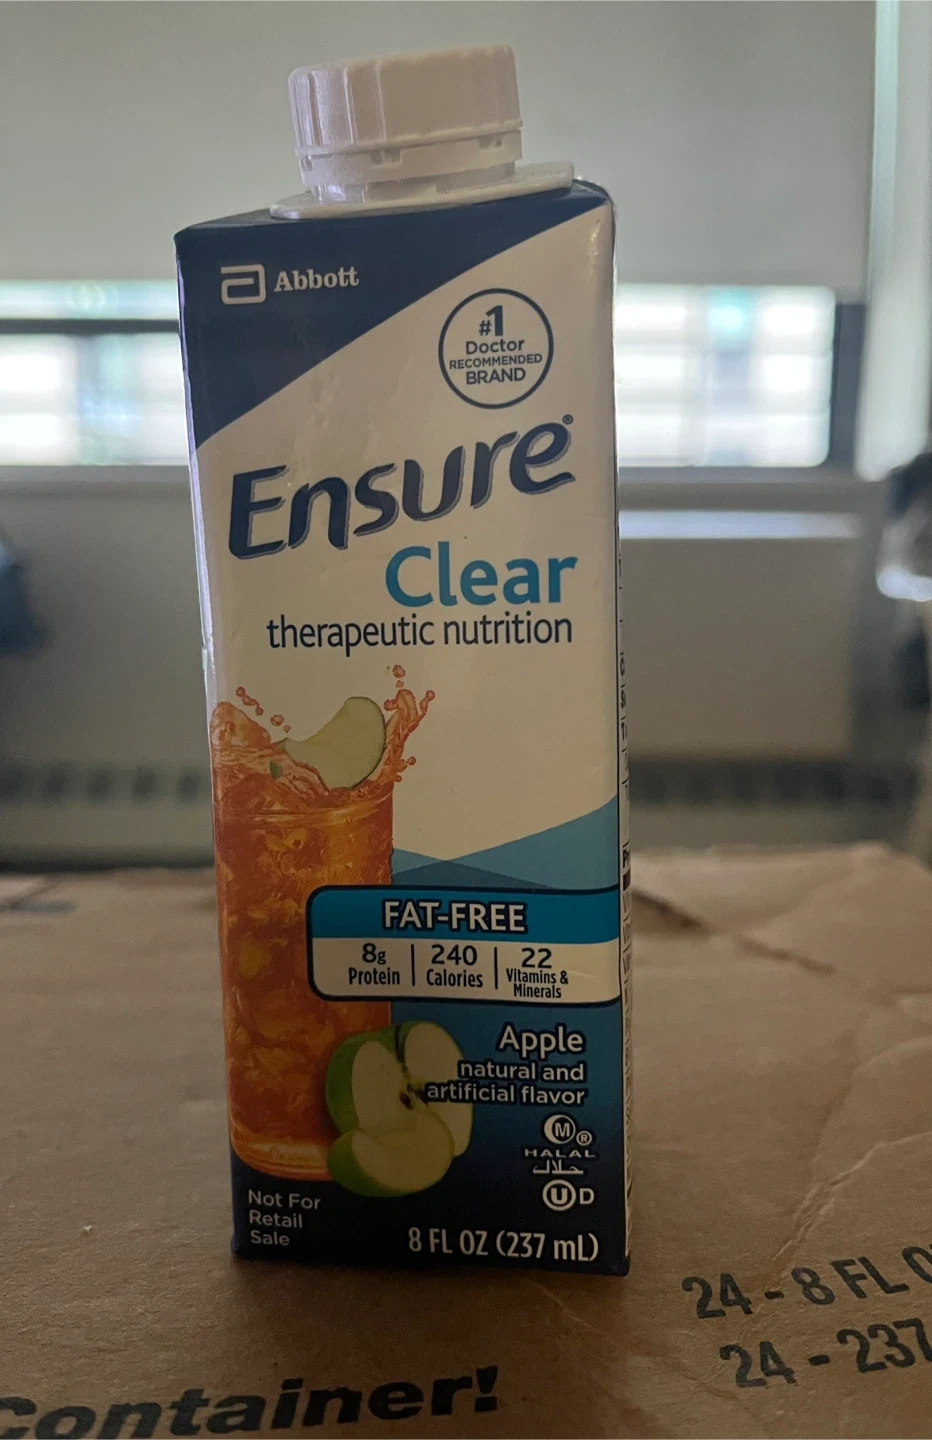 Abbott
#1
Doctor
RECOMMENDED
BRAND
Ensure®
Clear
therapeutic nutrition
FAT-FREE
8g Protein
240 Calories
22 Vitamins & Minerals
Apple
natural and
artificial flavor
M®
HALAL
حلال
U D
Not For
Retail
Sale
8 FL OZ (237 mL)
24 - 8 FL
24 - 237
Container!